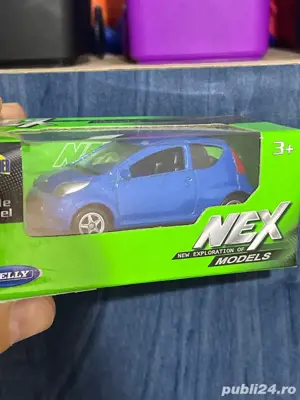 NEX
3+
le
el
NEX
NEW EXPLORATION OF
MODELS
ELLY
publi24.ro